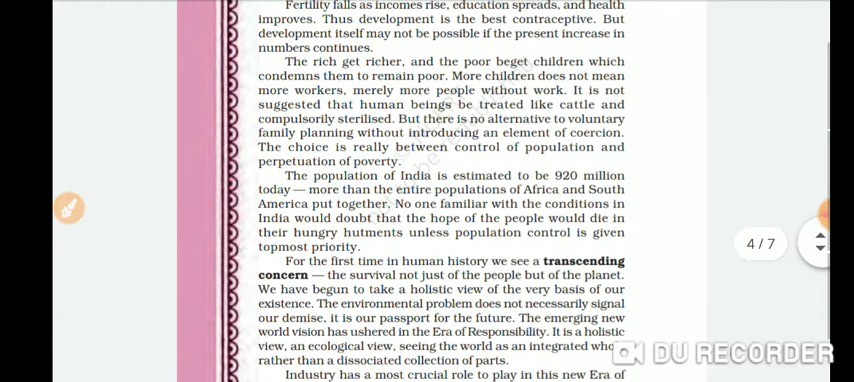 Fertility falls as incomes rise, education spreads, and health
improves. Thus development is the best contraceptive. But
development itself may not be possible if the present increase in
numbers continues.
The rich get richer, and the poor beget children which
condemns them to remain poor. More children does not mean
more workers, merely more people without work. It is not
suggested that human beings be treated like cattle and
compulsorily sterilised. But there is no alternative to voluntary
family planning without introducing an element of coercion.
The choice is really between control of population and
perpetuation of poverty.
The population of India is estimated to be 920 million
today — more than the entire populations of Africa and South
America put together. No one familiar with the conditions in
India would doubt that the hope of the people would die in
their hungry hutments unless population control is given
topmost priority.
For the first time in human history we see a transcending
concern — the survival not just of the people but of the planet.
We have begun to take a holistic view of the very basis of our
existence. The environmental problem does not necessarily signal
our demise, it is our passport for the future. The emerging new
world vision has ushered in the Era of Responsibility. It is a holistic
view, an ecological view, seeing the world as an integrated who
rather than a dissociated collection of parts.
Industry has a most crucial role to play in this new Era of
4 / 7
DU RECORDER